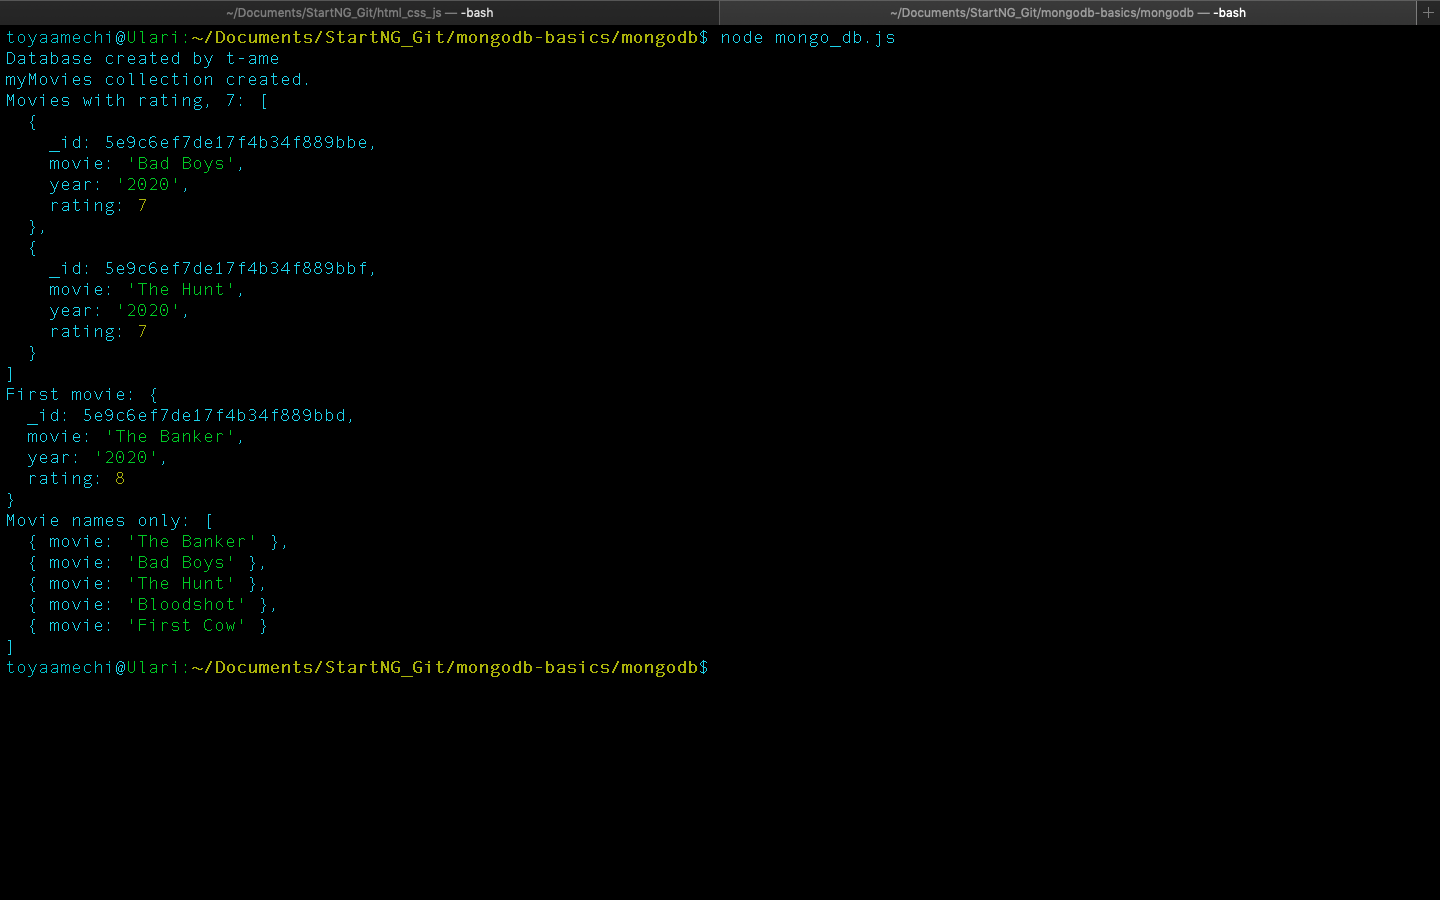 ~/Documents/StartNG_Git/html_css_js — -bash
~/Documents/StartNG_Git/mongodb-basics/mongodb — -bash
toyaamechi@Ulari:~/Documents/StartNG_Git/mongodb-basics/mongodb$ node mongo_db.js
Database created by t-ame
myMovies collection created.
Movies with rating, 7: [
  {
    _id: 5e9c6ef7de17f4b34f889bbe,
    movie: 'Bad Boys',
    year: '2020',
    rating: 7
  },
  {
    _id: 5e9c6ef7de17f4b34f889bbf,
    movie: 'The Hunt',
    year: '2020',
    rating: 7
  }
]
First movie: {
  _id: 5e9c6ef7de17f4b34f889bbd,
  movie: 'The Banker',
  year: '2020',
  rating: 8
}
Movie names only: [
  { movie: 'The Banker' },
  { movie: 'Bad Boys' },
  { movie: 'The Hunt' },
  { movie: 'Bloodshot' },
  { movie: 'First Cow' }
]
toyaamechi@Ulari:~/Documents/StartNG_Git/mongodb-basics/mongodb$